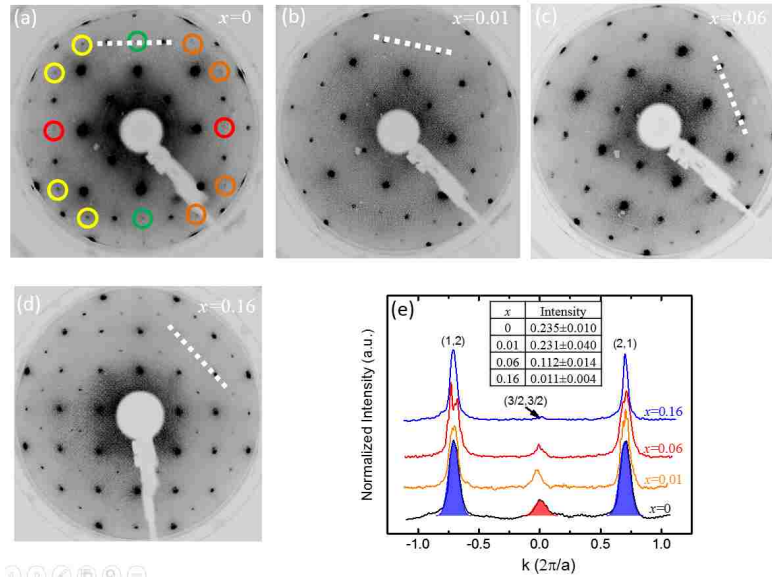 (a) x=0
(b) x=0.01
(c) x=0.06
(d) x=0.16
(e)
x Intensity
0 0.235±0.010
0.01 0.231±0.040
0.06 0.112±0.014
0.16 0.011±0.004
(1,2)
(2,1)
(3/2,3/2)
x=0.16
x=0.06
x=0.01
x=0
Normalized Intensity (a.u.)
-1.0 -0.5 0.0 0.5 1.0
k (2π/a)